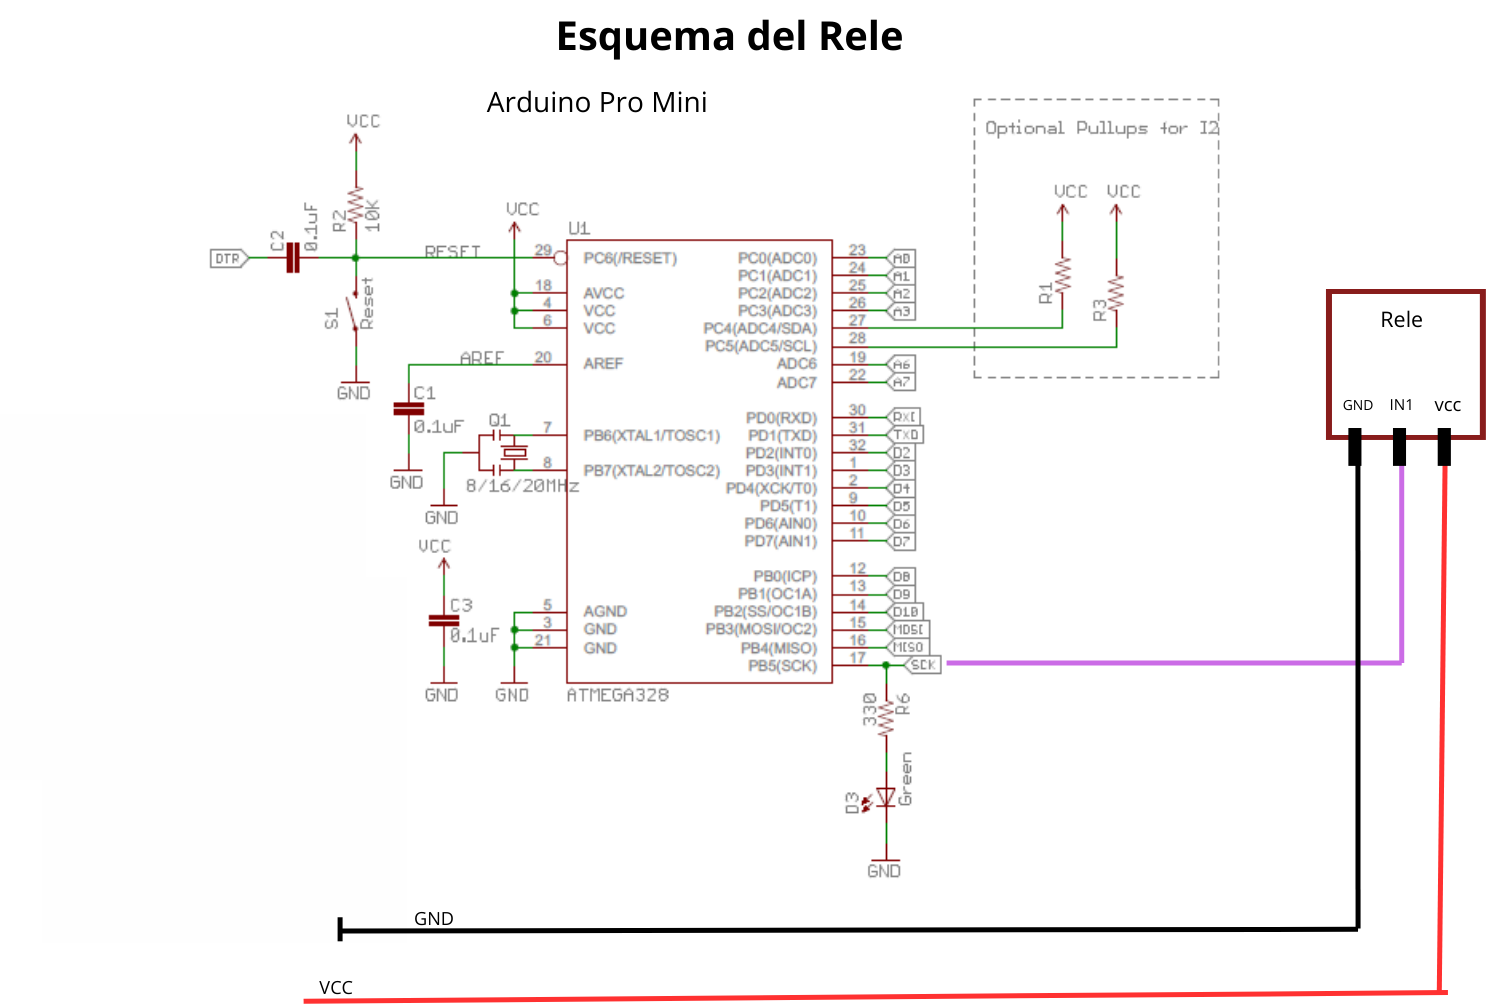 Esquema del Rele
Arduino Pro Mini
VCC
R2
10K
C2
0.1uF
DTR
RESET
S1
Reset
GND
VCC
AREF
C1
0.1uF
GND
Q1
8/16/20MHz
GND
VCC
C3
0.1uF
GND
GND
U1
29 PC6(/RESET)
18 AVCC
4 VCC
6 VCC
20 AREF
7 PB6(XTAL1/TOSC1)
8 PB7(XTAL2/TOSC2)
5 AGND
3 GND
21 GND
ATMEGA328
PC0(ADC0) 23 A0
PC1(ADC1) 24 A1
PC2(ADC2) 25 A2
PC3(ADC3) 26 A3
PC4(ADC4/SDA) 27
PC5(ADC5/SCL) 28
ADC6 19 A6
ADC7 22 A7
PD0(RXD) 30 RXI
PD1(TXD) 31 TXO
PD2(INT0) 32 D2
PD3(INT1) 1 D3
PD4(XCK/T0) 2 D4
PD5(T1) 9 D5
PD6(AIN0) 10 D6
PD7(AIN1) 11 D7
PB0(ICP) 12 D8
PB1(OC1A) 13 D9
PB2(SS/OC1B) 14 D10
PB3(MOSI/OC2) 15 MOSI
PB4(MISO) 16 MISO
PB5(SCK) 17 SCK
330
R6
D3
Green
GND
Optional Pullups for I2
VCC VCC
R1
R3
Rele
GND IN1 vcc
GND
VCC